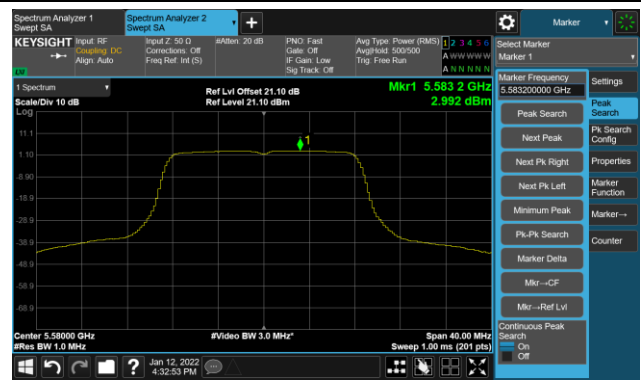 Spectrum Analyzer 1
Swept SA
Spectrum Analyzer 2
Swept SA
+
Marker
KEYSIGHT
Input: RF
Coupling: DC
Align: Auto
Input Z: 50 Ω
Corrections: Off
Freq Ref: Int (S)
#Atten: 20 dB
PNO: Fast
Gate: Off
IF Gain: Low
Sig Track: Off
Avg Type: Power (RMS)
Avg|Hold: 500/500
Trig: Free Run
1 2 3 4 5 6
A W W W W W
A N N N N N
Select Marker
Marker 1
LXI
1 Spectrum
Scale/Div 10 dB
Log
Ref Lvl Offset 21.10 dB
Ref Level 21.10 dBm
Mkr1 5.583 2 GHz
2.992 dBm
11.1
1.10
-8.90
-18.9
-28.9
-38.9
-48.9
-58.9
-68.9
1
Center 5.58000 GHz
#Res BW 1.0 MHz
#Video BW 3.0 MHz*
Span 40.00 MHz
Sweep 1.00 ms (201 pts)
Marker Frequency
5.583200000 GHz
Peak Search
Next Peak
Next Pk Right
Next Pk Left
Minimum Peak
Pk-Pk Search
Marker Delta
Mkr→CF
Mkr→Ref Lvl
Continuous Peak
Search
On
Off
Settings
Peak
Search
Pk Search
Config
Properties
Marker
Function
Marker→
Counter
?
Jan 12, 2022
4:32:53 PM